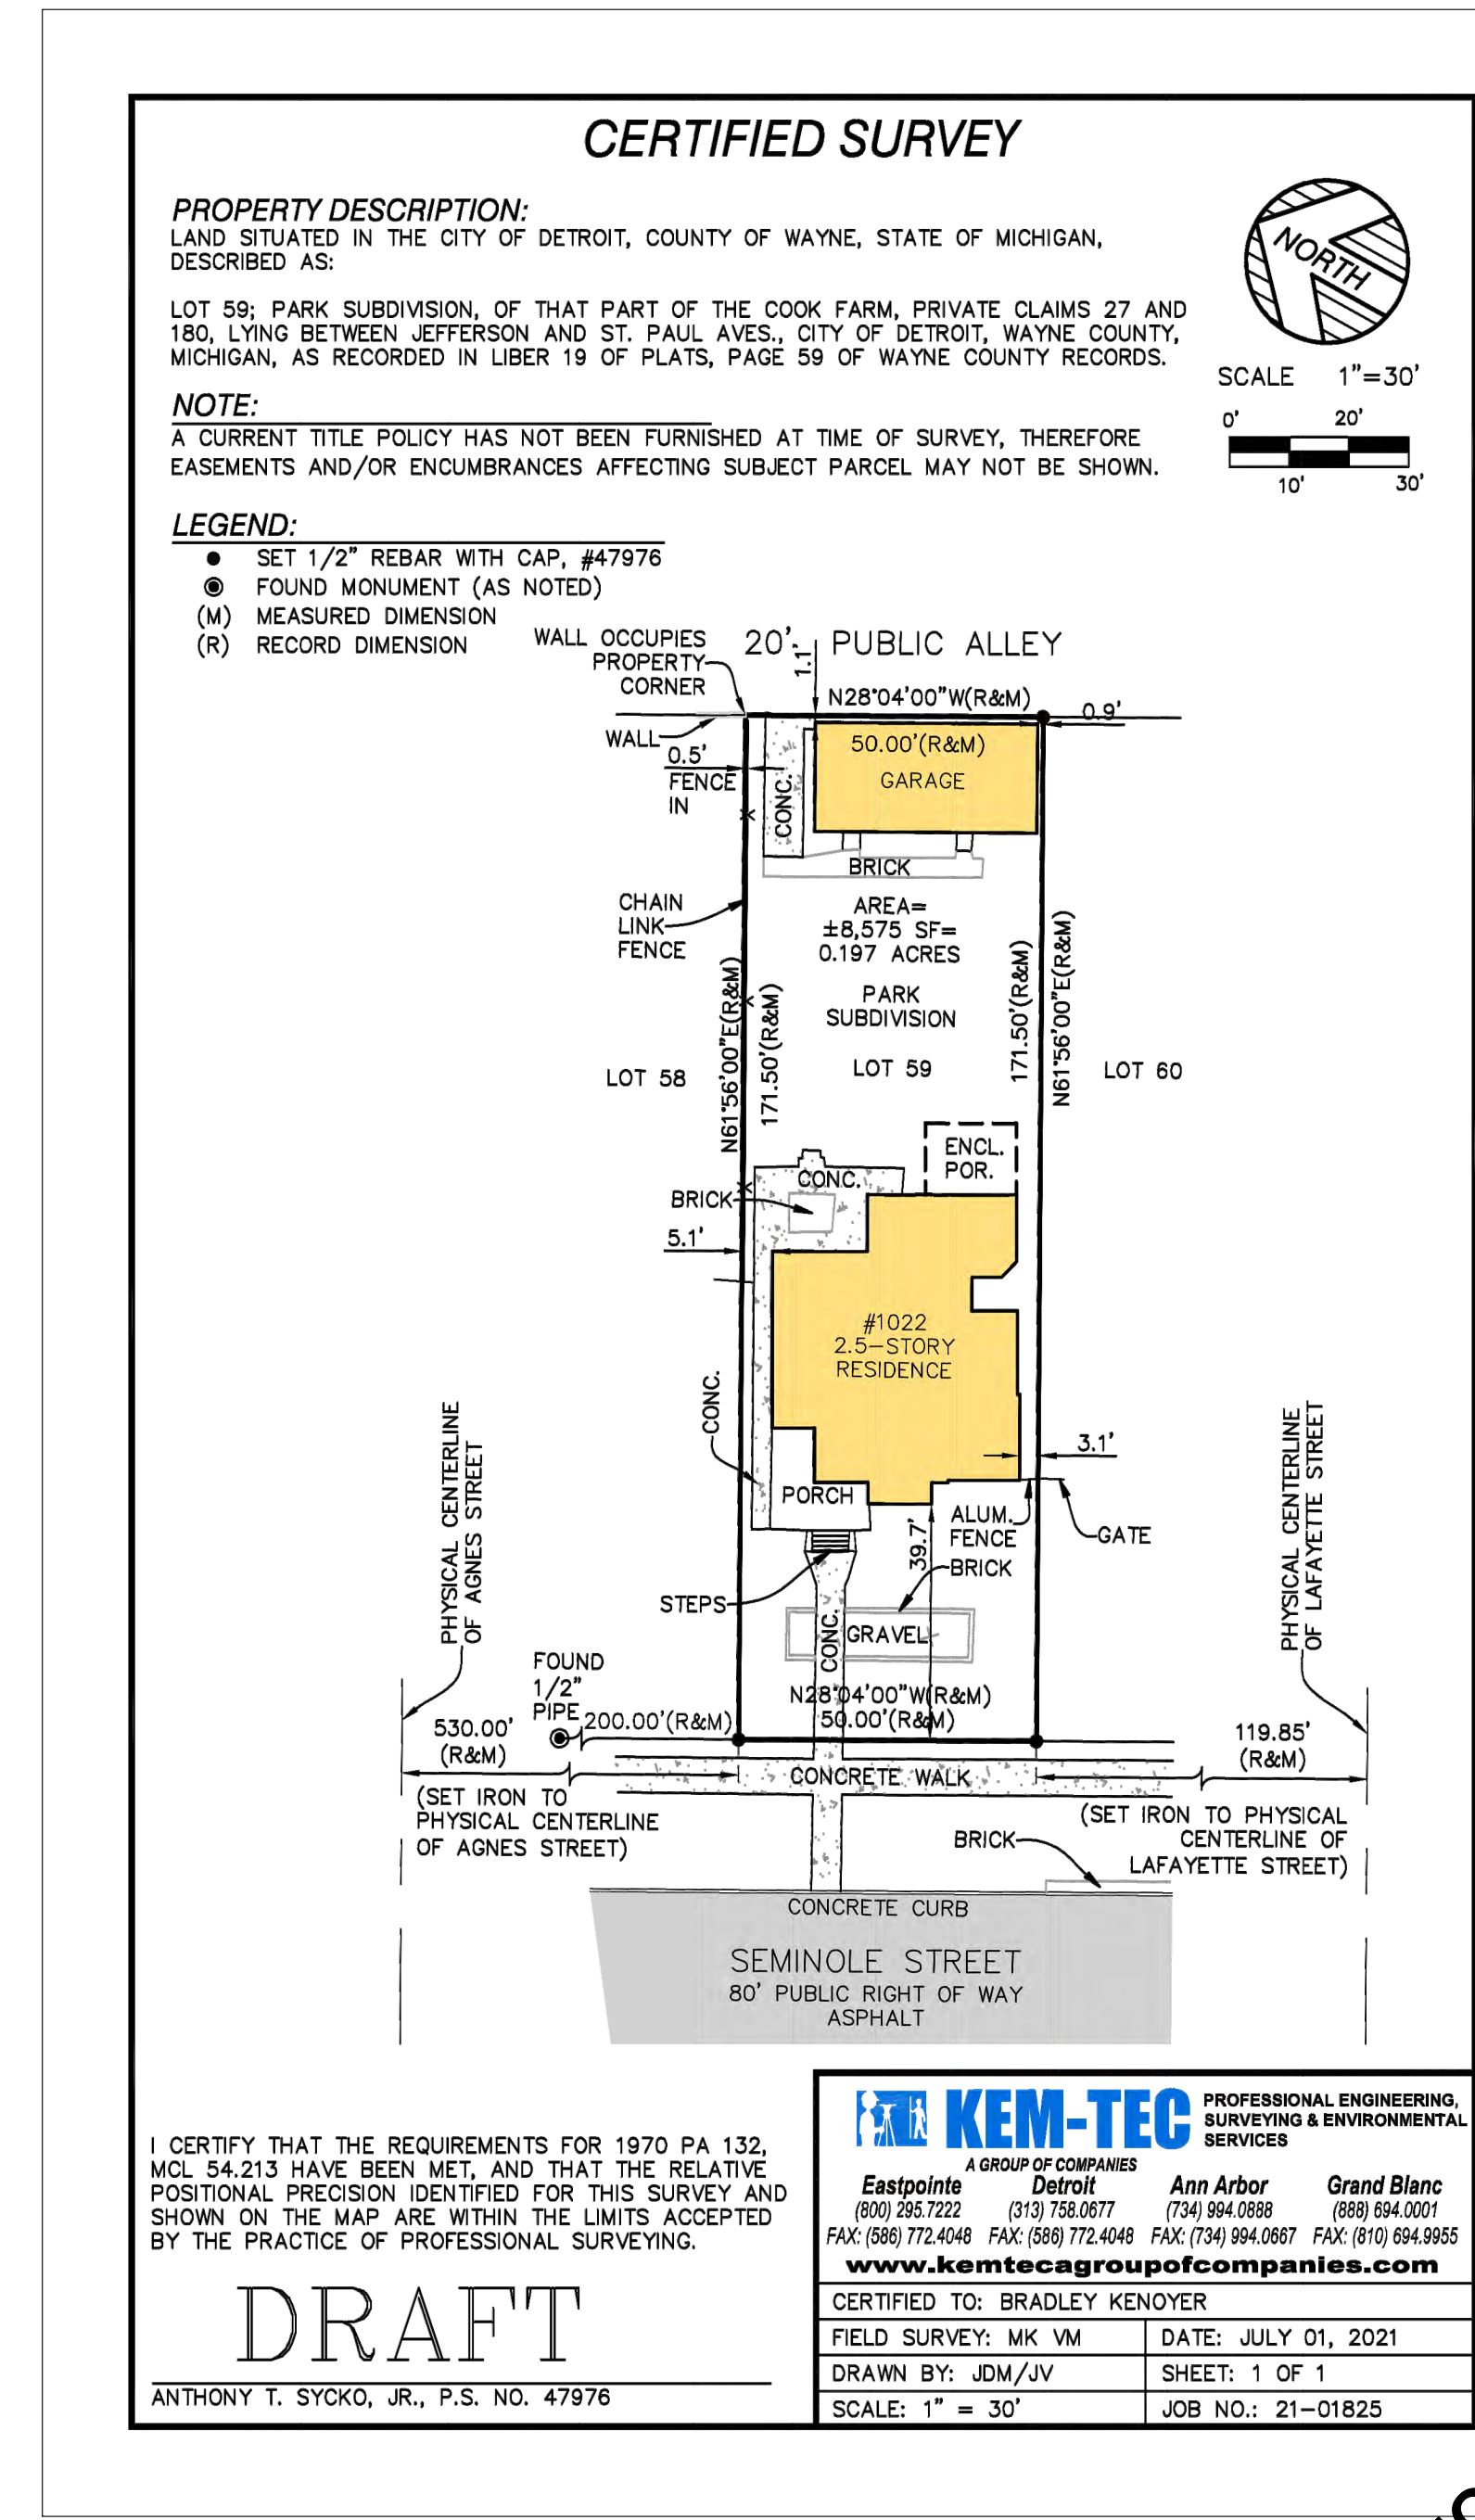 CERTIFIED SURVEY
PROPERTY DESCRIPTION:
LAND SITUATED IN THE CITY OF DETROIT, COUNTY OF WAYNE, STATE OF MICHIGAN,
DESCRIBED AS:
LOT 59; PARK SUBDIVISION, OF THAT PART OF THE COOK FARM, PRIVATE CLAIMS 27 AND
180, LYING BETWEEN JEFFERSON AND ST. PAUL AVES., CITY OF DETROIT, WAYNE COUNTY,
MICHIGAN, AS RECORDED IN LIBER 19 OF PLATS, PAGE 59 OF WAYNE COUNTY RECORDS.
NORTH
SCALE 1"=30'
0' 20'
10' 30'
NOTE:
A CURRENT TITLE POLICY HAS NOT BEEN FURNISHED AT TIME OF SURVEY, THEREFORE
EASEMENTS AND/OR ENCUMBRANCES AFFECTING SUBJECT PARCEL MAY NOT BE SHOWN.
LEGEND:
SET 1/2" REBAR WITH CAP, #47976
FOUND MONUMENT (AS NOTED)
(M) MEASURED DIMENSION
(R) RECORD DIMENSION
WALL OCCUPIES
PROPERTY
CORNER
20' PUBLIC ALLEY
1.1'
N28°04'00"W(R&M)
0.9'
WALL
50.00'(R&M)
GARAGE
0.5'
FENCE
IN
CONC.
BRICK
CHAIN
LINK
FENCE
AREA=
±8,575 SF=
0.197 ACRES
PARK
SUBDIVISION
LOT 59
N61°56'00"E(R&M)
171.50'(R&M)
171.50'(R&M)
N61°56'00"E(R&M)
LOT 58
LOT 60
ENCL.
POR.
CONC.
BRICK
5.1'
#1022
2.5-STORY
RESIDENCE
CONC.
3.1'
PORCH
ALUM.
FENCE
GATE
39.7'
BRICK
STEPS
CONC.
GRAVEL
PHYSICAL CENTERLINE
OF AGNES STREET
PHYSICAL CENTERLINE
OF LAFAYETTE STREET
FOUND
1/2"
PIPE
N28°04'00"W(R&M)
50.00'(R&M)
200.00'(R&M)
530.00'
(R&M)
119.85'
(R&M)
CONCRETE WALK
(SET IRON TO
PHYSICAL CENTERLINE
OF AGNES STREET)
(SET IRON TO PHYSICAL
CENTERLINE OF
LAFAYETTE STREET)
BRICK
CONCRETE CURB
SEMINOLE STREET
80' PUBLIC RIGHT OF WAY
ASPHALT
I CERTIFY THAT THE REQUIREMENTS FOR 1970 PA 132,
MCL 54.213 HAVE BEEN MET, AND THAT THE RELATIVE
POSITIONAL PRECISION IDENTIFIED FOR THIS SURVEY AND
SHOWN ON THE MAP ARE WITHIN THE LIMITS ACCEPTED
BY THE PRACTICE OF PROFESSIONAL SURVEYING.
DRAFT
ANTHONY T. SYCKO, JR., P.S. NO. 47976
KEM-TEC
A GROUP OF COMPANIES
PROFESSIONAL ENGINEERING,
SURVEYING & ENVIRONMENTAL
SERVICES
Eastpointe Detroit Ann Arbor Grand Blanc
(800) 295.7222 (313) 758.0677 (734) 994.0888 (888) 694.0001
FAX: (586) 772.4048 FAX: (586) 772.4048 FAX: (734) 994.0667 FAX: (810) 694.9955
www.kemtecagroupofcompanies.com
CERTIFIED TO: BRADLEY KENOYER
FIELD SURVEY: MK VM DATE: JULY 01, 2021
DRAWN BY: JDM/JV SHEET: 1 OF 1
SCALE: 1" = 30' JOB NO.: 21-01825